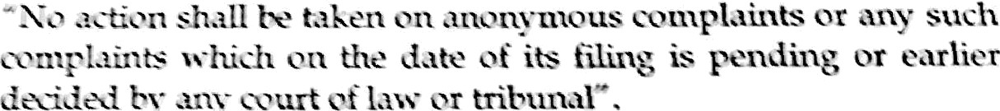 "No action shall be taken on anonymous complaints or any such
complaints which on the date of its filing is pending or earlier
decided by any court of law or tribunal".